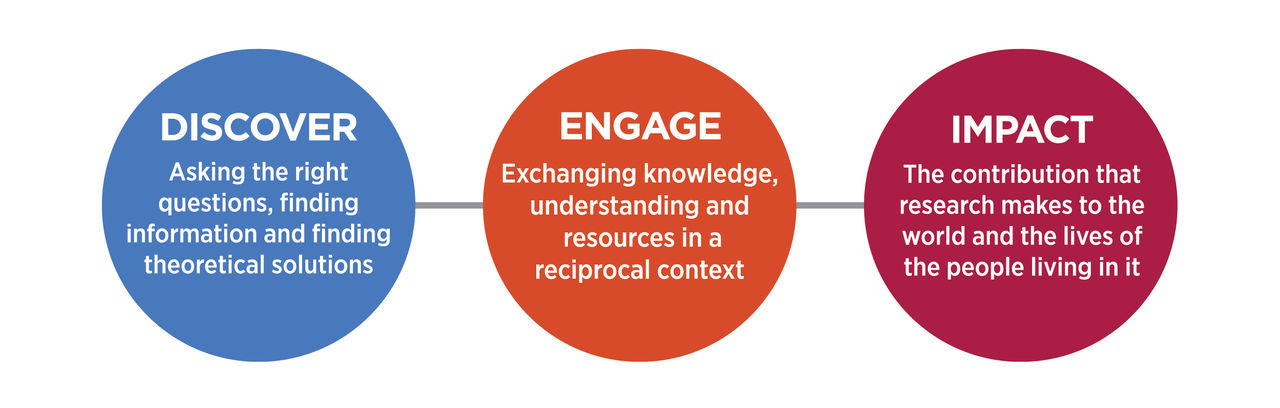 DISCOVER
Asking the right
questions, finding
information and finding
theoretical solutions
ENGAGE
Exchanging knowledge,
understanding and
resources in a
reciprocal context
IMPACT
The contribution that
research makes to the
world and the lives of
the people living in it